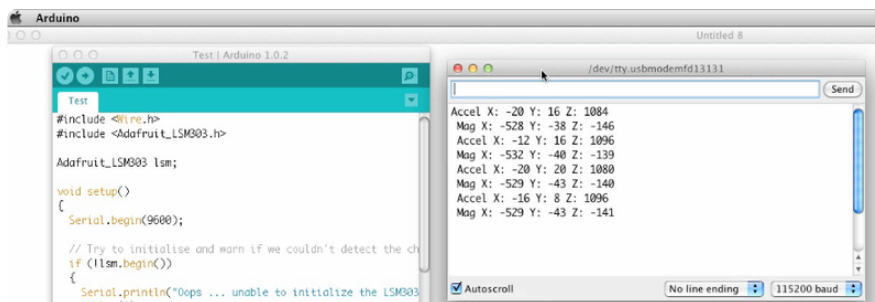 Arduino
Untitled 8
Test | Arduino 1.0.2
Test
#include <Wire.h>
#include <Adafruit_LSM303.h>
Adafruit_LSM303 lsm;
void setup()
{
Serial.begin(9600);
// Try to initialise and warn if we couldn't detect the ch
if (!lsm.begin())
{
Serial.println("Oops ... unable to initialize the LSM303
/dev/tty.usbmodemfd13131
Send
Accel X: -20 Y: 16 Z: 1084
Mag X: -528 Y: -38 Z: -146
Accel X: -12 Y: 16 Z: 1096
Mag X: -532 Y: -40 Z: -139
Accel X: -20 Y: 20 Z: 1080
Mag X: -529 Y: -43 Z: -140
Accel X: -16 Y: 8 Z: 1096
Mag X: -529 Y: -43 Z: -141
Autoscroll
No line ending
115200 baud